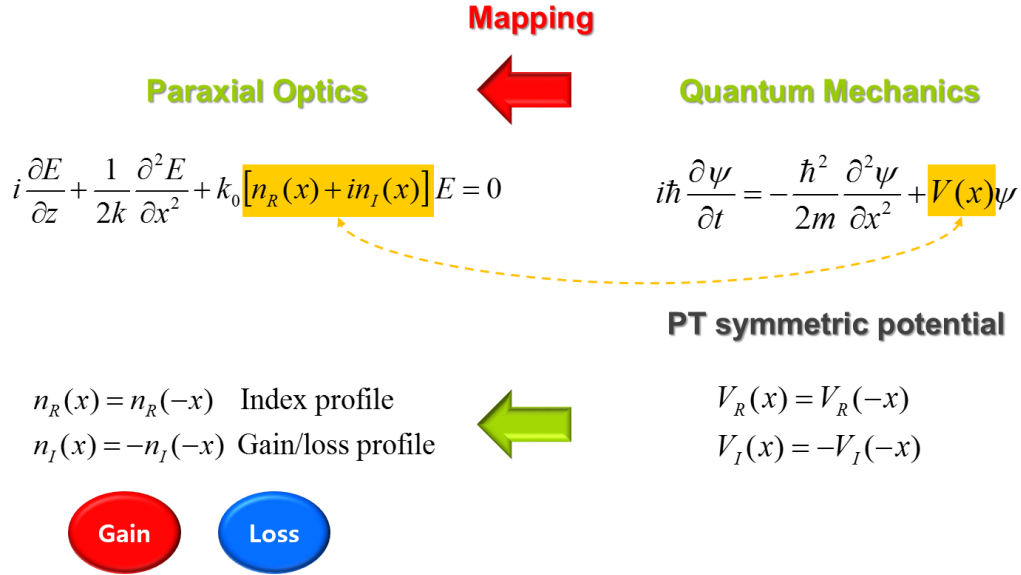 Mapping
Paraxial Optics
Quantum Mechanics
i ∂E/∂z + 1/2k ∂²E/∂x² + k₀[n_R(x) + in_I(x)]E = 0
iħ ∂ψ/∂t = − ħ²/2m ∂²ψ/∂x² + V(x)ψ
PT symmetric potential
n_R(x) = n_R(−x) Index profile
n_I(x) = −n_I(−x) Gain/loss profile
V_R(x) = V_R(−x)
V_I(x) = −V_I(−x)
Gain
Loss